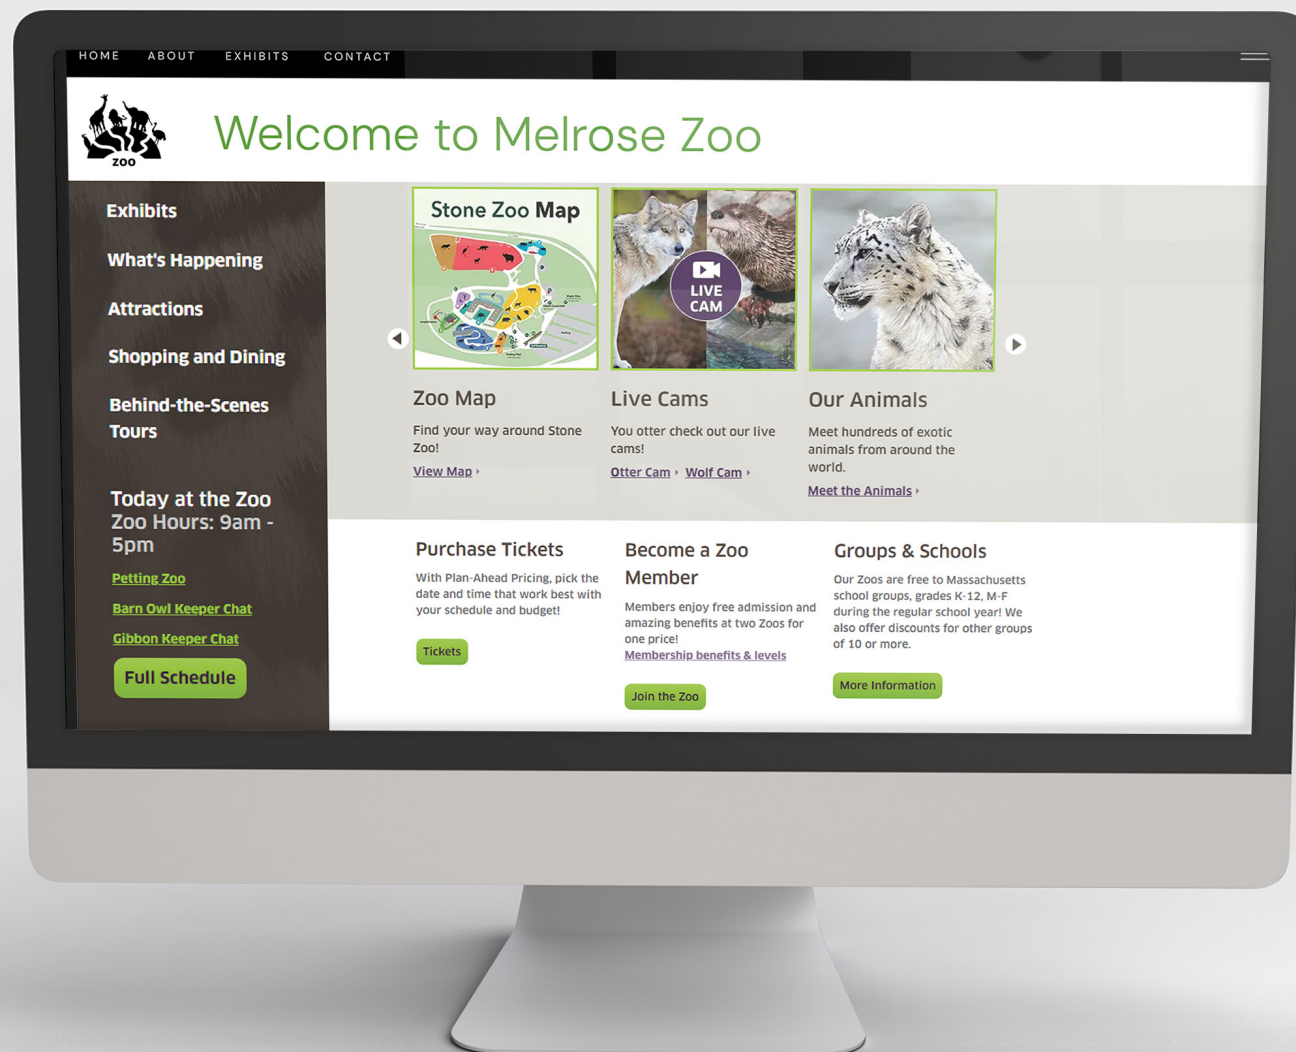 HOME ABOUT EXHIBITS CONTACT
ZOO
Welcome to Melrose Zoo
Exhibits
What's Happening
Attractions
Shopping and Dining
Behind-the-Scenes
Tours
Today at the Zoo
Zoo Hours: 9am -
5pm
Petting Zoo
Barn Owl Keeper Chat
Gibbon Keeper Chat
Full Schedule
Stone Zoo Map
LIVE
CAM
Zoo Map
Find your way around Stone
Zoo!
View Map
Live Cams
You otter check out our live
cams!
Otter Cam Wolf Cam
Our Animals
Meet hundreds of exotic
animals from around the
world.
Meet the Animals
Purchase Tickets
With Plan-Ahead Pricing, pick the
date and time that work best with
your schedule and budget!
Tickets
Become a Zoo
Member
Members enjoy free admission and
amazing benefits at two Zoos for
one price!
Membership benefits & levels
Join the Zoo
Groups & Schools
Our Zoos are free to Massachusetts
school groups, grades K-12, M-F
during the regular school year! We
also offer discounts for other groups
of 10 or more.
More Information